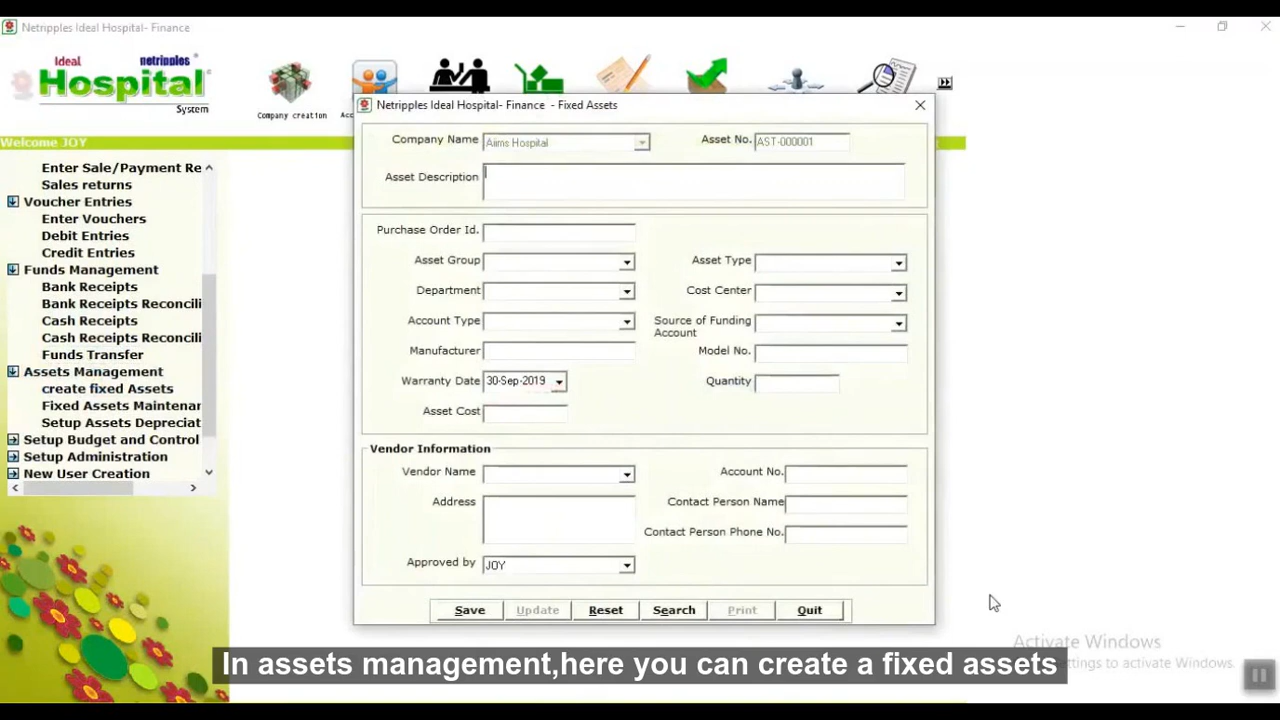 Netripples Ideal Hospital- Finance
Ideal netripples
Hospital
System
Company creation
Welcome JOY
Enter Sale/Payment Re
Sales returns
Voucher Entries
Enter Vouchers
Debit Entries
Credit Entries
Funds Management
Bank Receipts
Bank Receipts Reconcili
Cash Receipts
Cash Receipts Reconcili
Funds Transfer
Assets Management
create fixed Assets
Fixed Assets Maintenar
Setup Assets Depreciat
Setup Budget and Control
Setup Administration
New User Creation
Netripples Ideal Hospital- Finance - Fixed Assets
Company Name Aiims Hospital Asset No. AST-000001
Asset Description
Purchase Order Id.
Asset Group Asset Type
Department Cost Center
Account Type Source of Funding
Account
Manufacturer Model No.
Warranty Date 30-Sep-2019 Quantity
Asset Cost
Vendor Information
Vendor Name Account No.
Address Contact Person Name
Contact Person Phone No.
Approved by JOY
Save Update Reset Search Print Quit
Activate Windows
ettings to activate Windows.
In assets management,here you can create a fixed assets